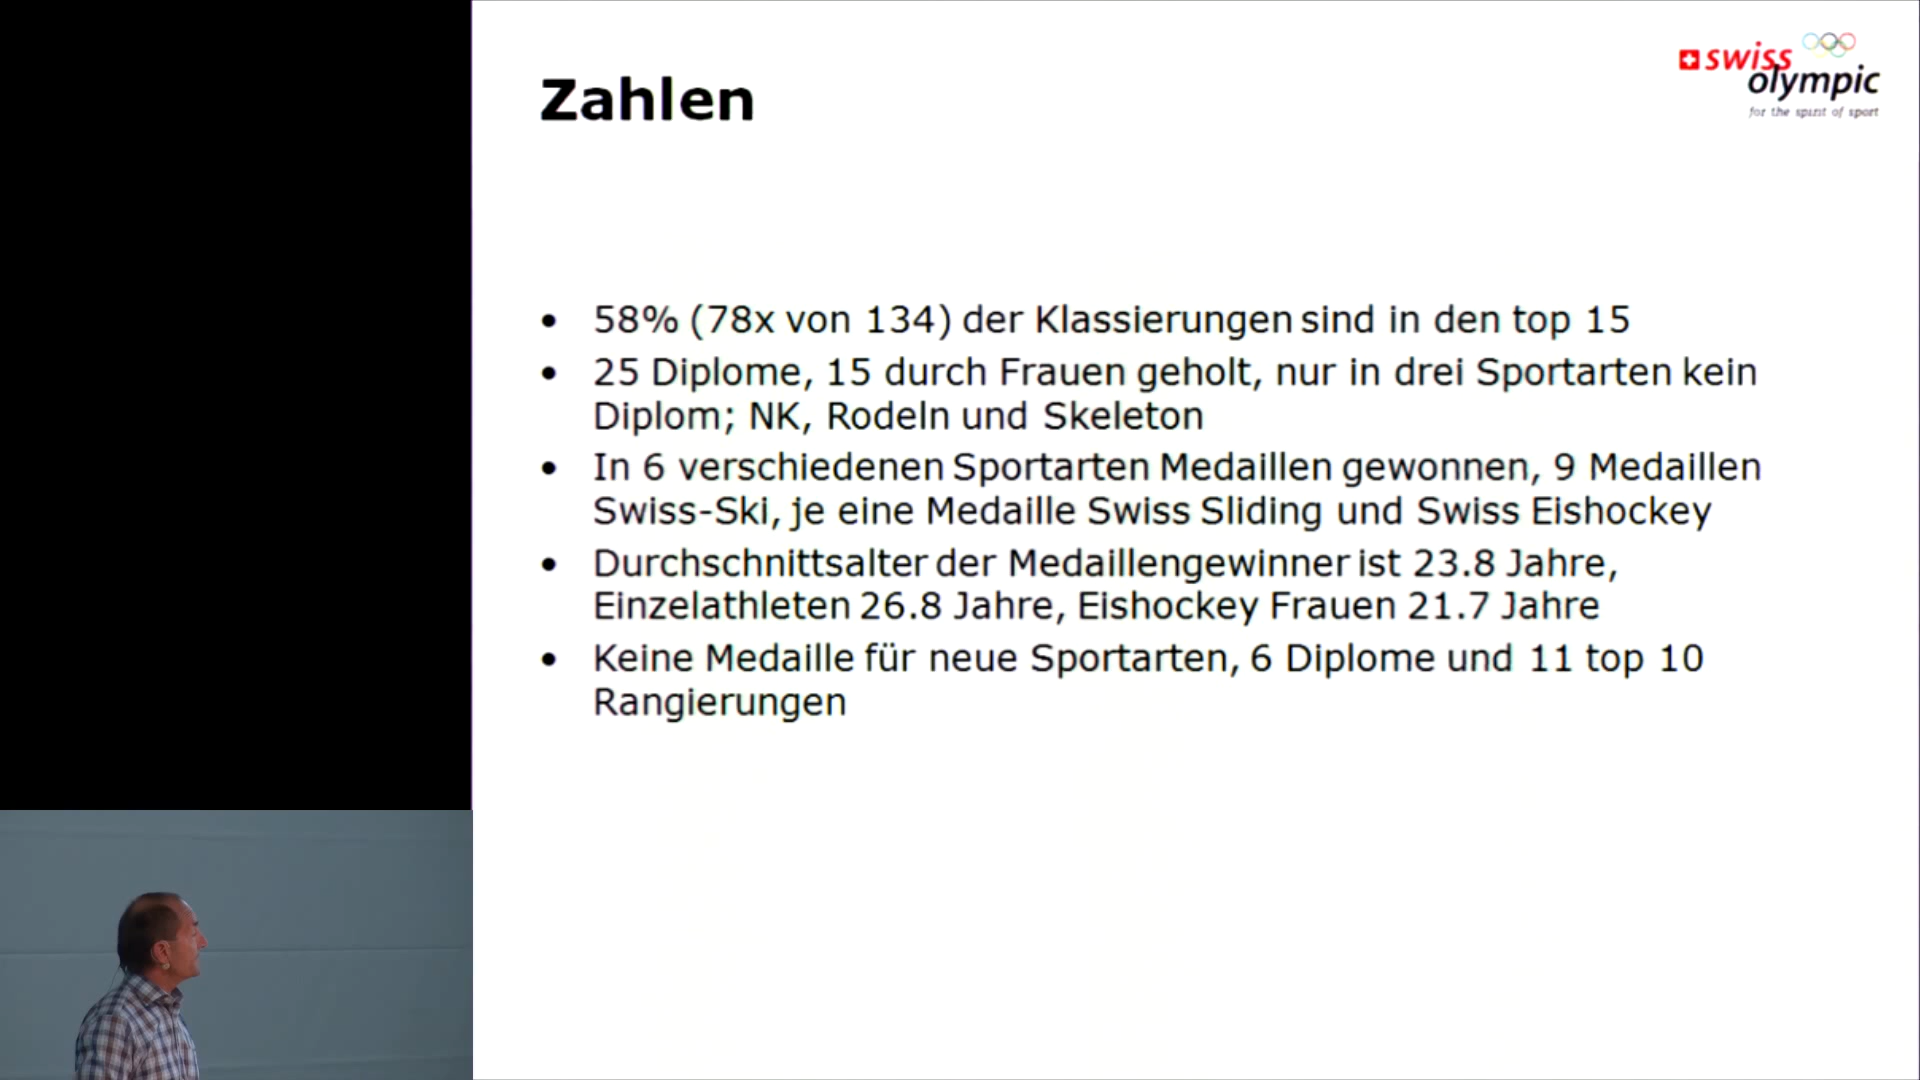 Zahlen
swiss
olympic
for the spirit of sport
• 58% (78x von 134) der Klassierungen sind in den top 15
• 25 Diplome, 15 durch Frauen geholt, nur in drei Sportarten kein
Diplom; NK, Rodeln und Skeleton
• In 6 verschiedenen Sportarten Medaillen gewonnen, 9 Medaillen
Swiss-Ski, je eine Medaille Swiss Sliding und Swiss Eishockey
• Durchschnittsalter der Medaillengewinner ist 23.8 Jahre,
Einzelathleten 26.8 Jahre, Eishockey Frauen 21.7 Jahre
• Keine Medaille für neue Sportarten, 6 Diplome und 11 top 10
Rangierungen